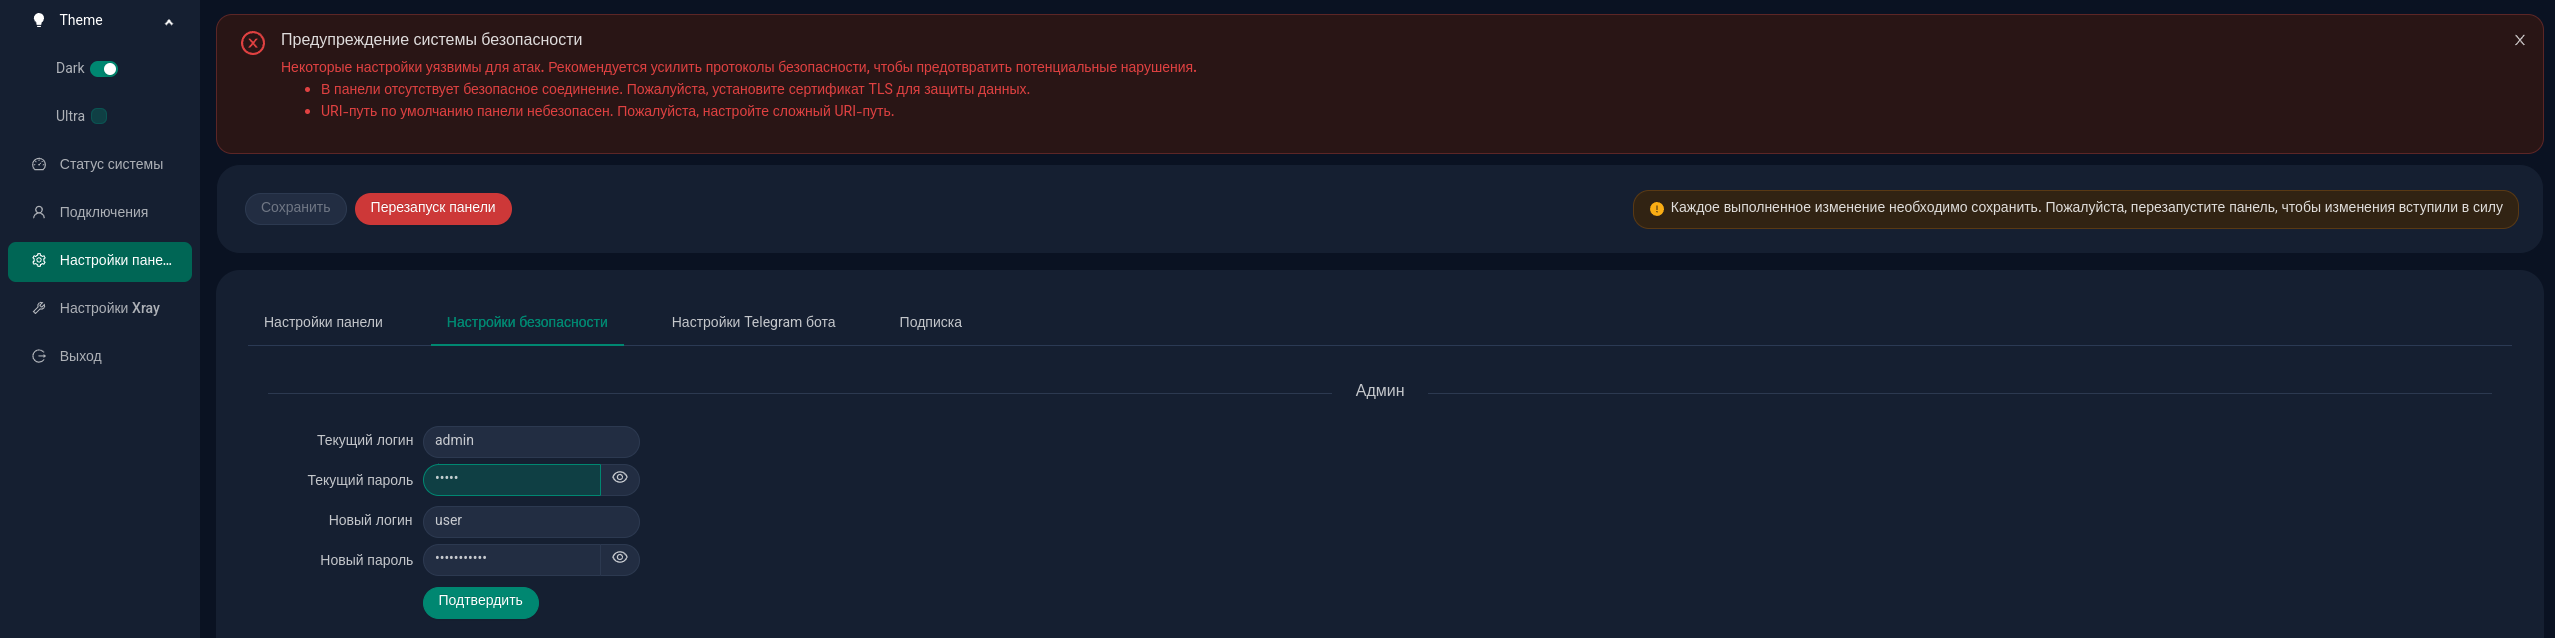 Theme
Dark
Ultra
Статус системы
Подключения
Настройки пане...
Настройки Xray
Выход
Предупреждение системы безопасности
Некоторые настройки уязвимы для атак. Рекомендуется усилить протоколы безопасности, чтобы предотвратить потенциальные нарушения.
• В панели отсутствует безопасное соединение. Пожалуйста, установите сертификат TLS для защиты данных.
• URI-путь по умолчанию панели небезопасен. Пожалуйста, настройте сложный URI-путь.
Сохранить Перезапуск панели Каждое выполненное изменение необходимо сохранить. Пожалуйста, перезапустите панель, чтобы изменения вступили в силу
Настройки панели Настройки безопасности Настройки Telegram бота Подписка
Админ
Текущий логин admin
Текущий пароль •••••
Новый логин user
Новый пароль •••••••••••
Подтвердить